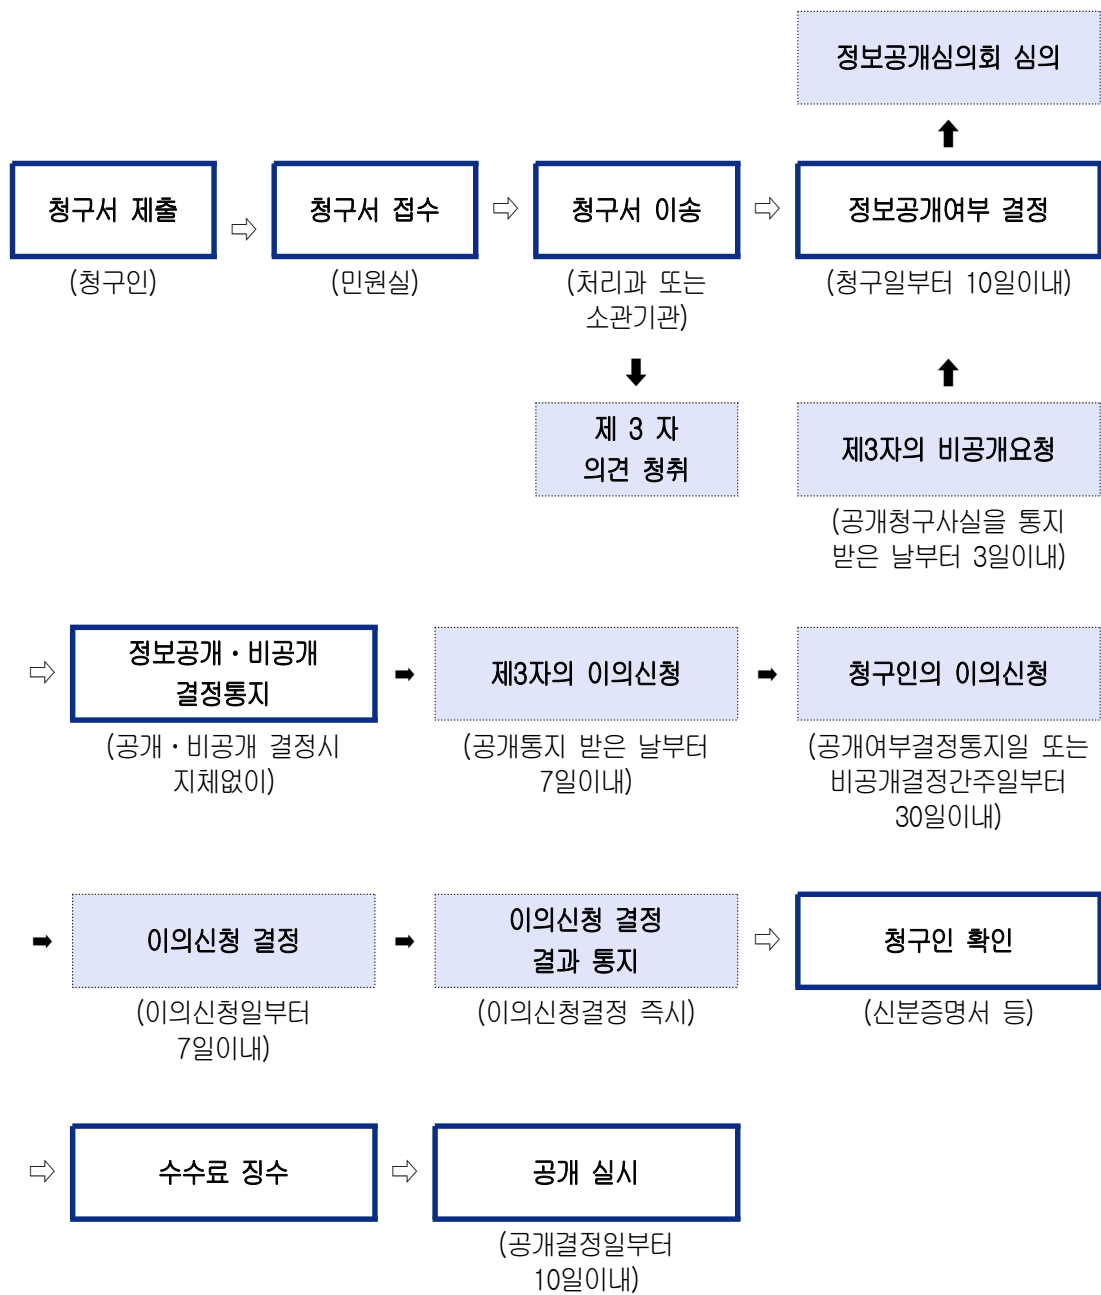 정보공개심의회 심의
청구서 제출
청구서 접수
청구서 이송
정보공개여부 결정
(청구인)
(민원실)
(처리과 또는
소관기관)
(청구일부터 10일이내)
제 3 자
의견 청취
제3자의 비공개요청
(공개청구사실을 통지
받은 날부터 3일이내)
정보공개·비공개
결정통지
제3자의 이의신청
청구인의 이의신청
(공개·비공개 결정시
지체없이)
(공개통지 받은 날부터
7일이내)
(공개여부결정통지일 또는
비공개결정간주일부터
30일이내)
이의신청 결정
이의신청 결정
결과 통지
청구인 확인
(이의신청일부터
7일이내)
(이의신청결정 즉시)
(신분증명서 등)
수수료 징수
공개 실시
(공개결정일부터
10일이내)